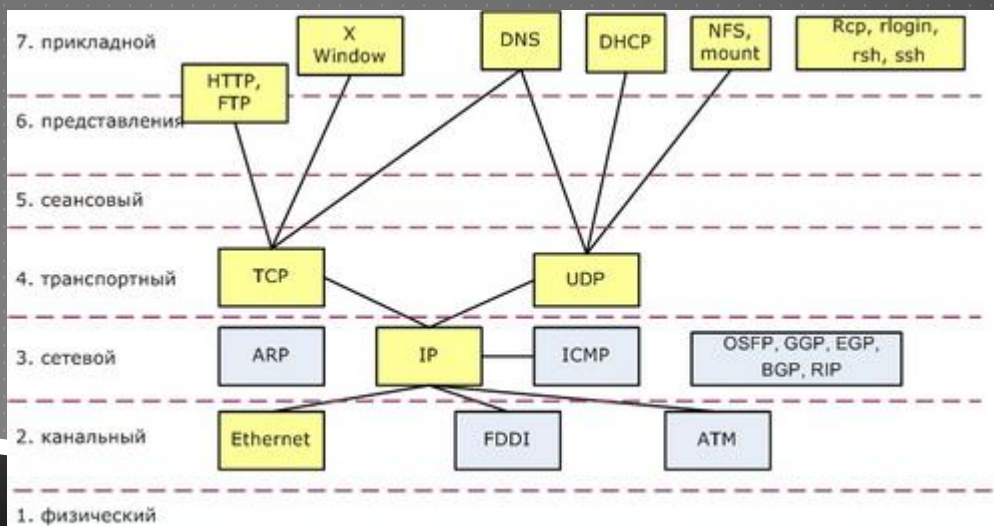 7. прикладной
X
Window
DNS
DHCP
NFS,
mount
Rcp, rlogin,
rsh, ssh
HTTP,
FTP
6. представления
5. сеансовый
4. транспортный
TCP
UDP
3. сетевой
ARP
IP
ICMP
OSFP, GGP, EGP,
BGP, RIP
2. канальный
Ethernet
FDDI
ATM
1. физический